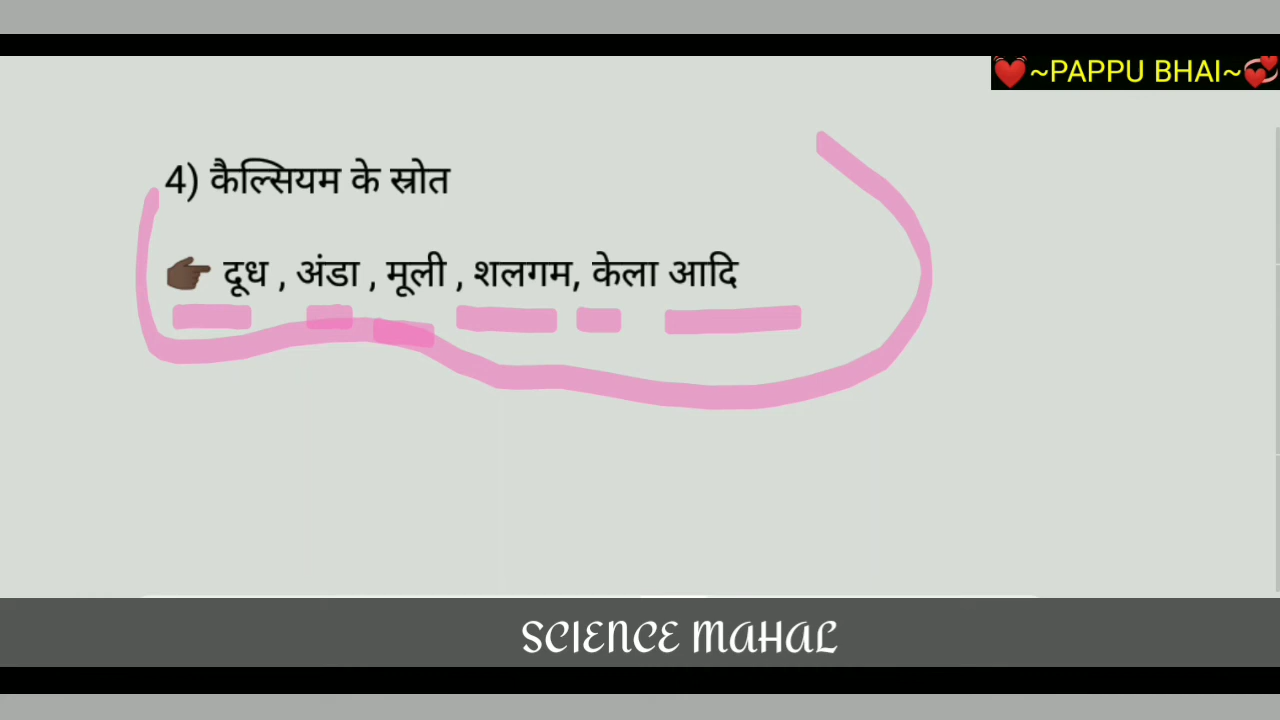 ❤️~PAPPU BHAI~💞
4) कैल्सियम के स्रोत
👉🏿 दूध , अंडा , मूली , शलगम, केला आदि
SCIENCE MAHAL